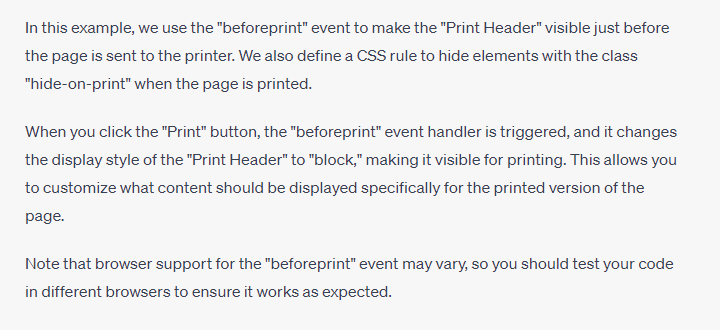 In this example, we use the "beforeprint" event to make the "Print Header" visible just before
the page is sent to the printer. We also define a CSS rule to hide elements with the class
"hide-on-print" when the page is printed.
When you click the "Print" button, the "beforeprint" event handler is triggered, and it changes
the display style of the "Print Header" to "block," making it visible for printing. This allows you
to customize what content should be displayed specifically for the printed version of the
page.
Note that browser support for the "beforeprint" event may vary, so you should test your code
in different browsers to ensure it works as expected.